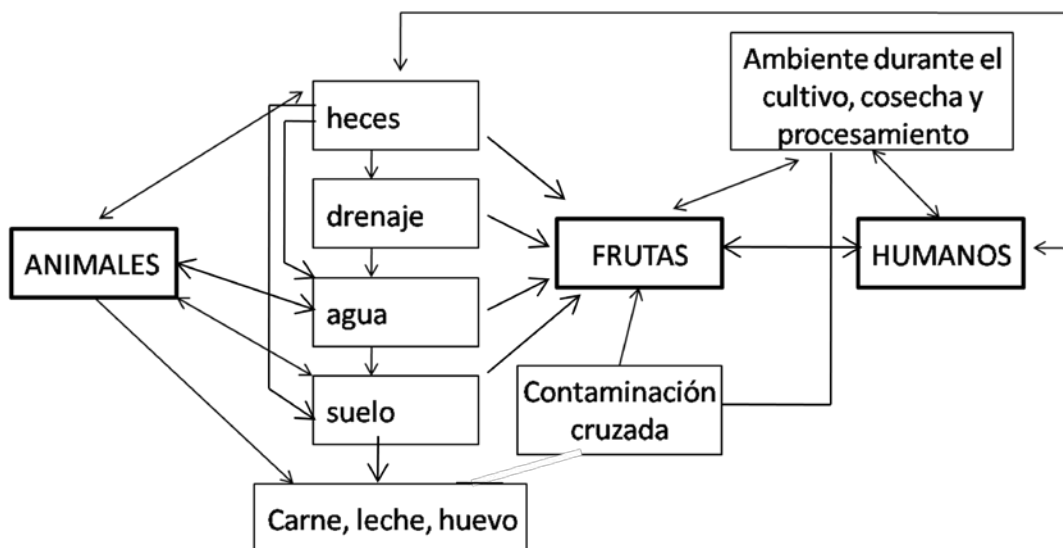 Ambiente durante el
cultivo, cosecha y
procesamiento
heces
drenaje
ANIMALES
FRUTAS
HUMANOS
agua
suelo
Contaminación
cruzada
Carne, leche, huevo